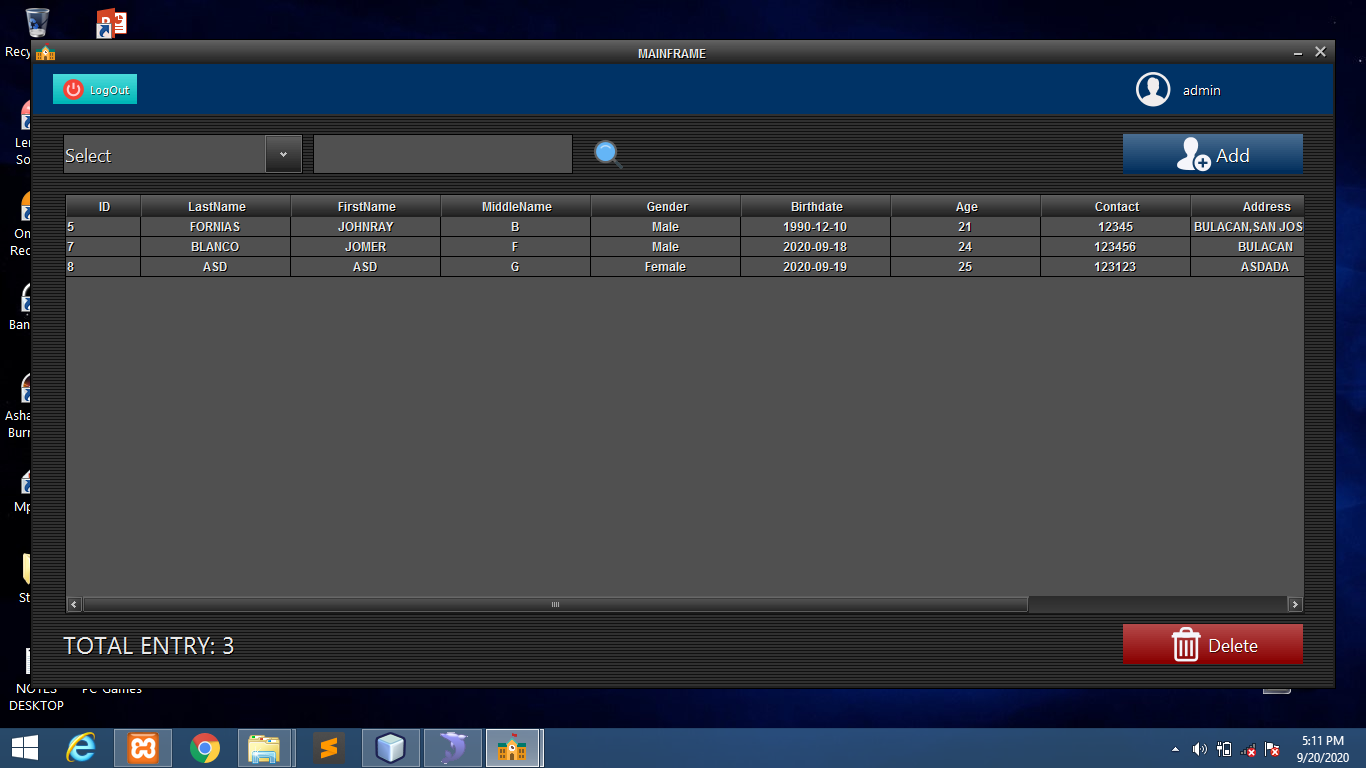 Recy
MAINFRAME
LogOut
admin
Select
Add
ID LastName FirstName MiddleName Gender Birthdate Age Contact Address
5 FORNIAS JOHNRAY B Male 1990-12-10 21 12345 BULACAN,SAN JOS
7 BLANCO JOMER F Male 2020-09-18 24 123456 BULACAN
8 ASD ASD G Female 2020-09-19 25 123123 ASDADA
Le
So
On
Rec
Ban
Asha
Burr
Mp
St
TOTAL ENTRY: 3
Delete
NOTES
DESKTOP
PC Games
5:11 PM
9/20/2020